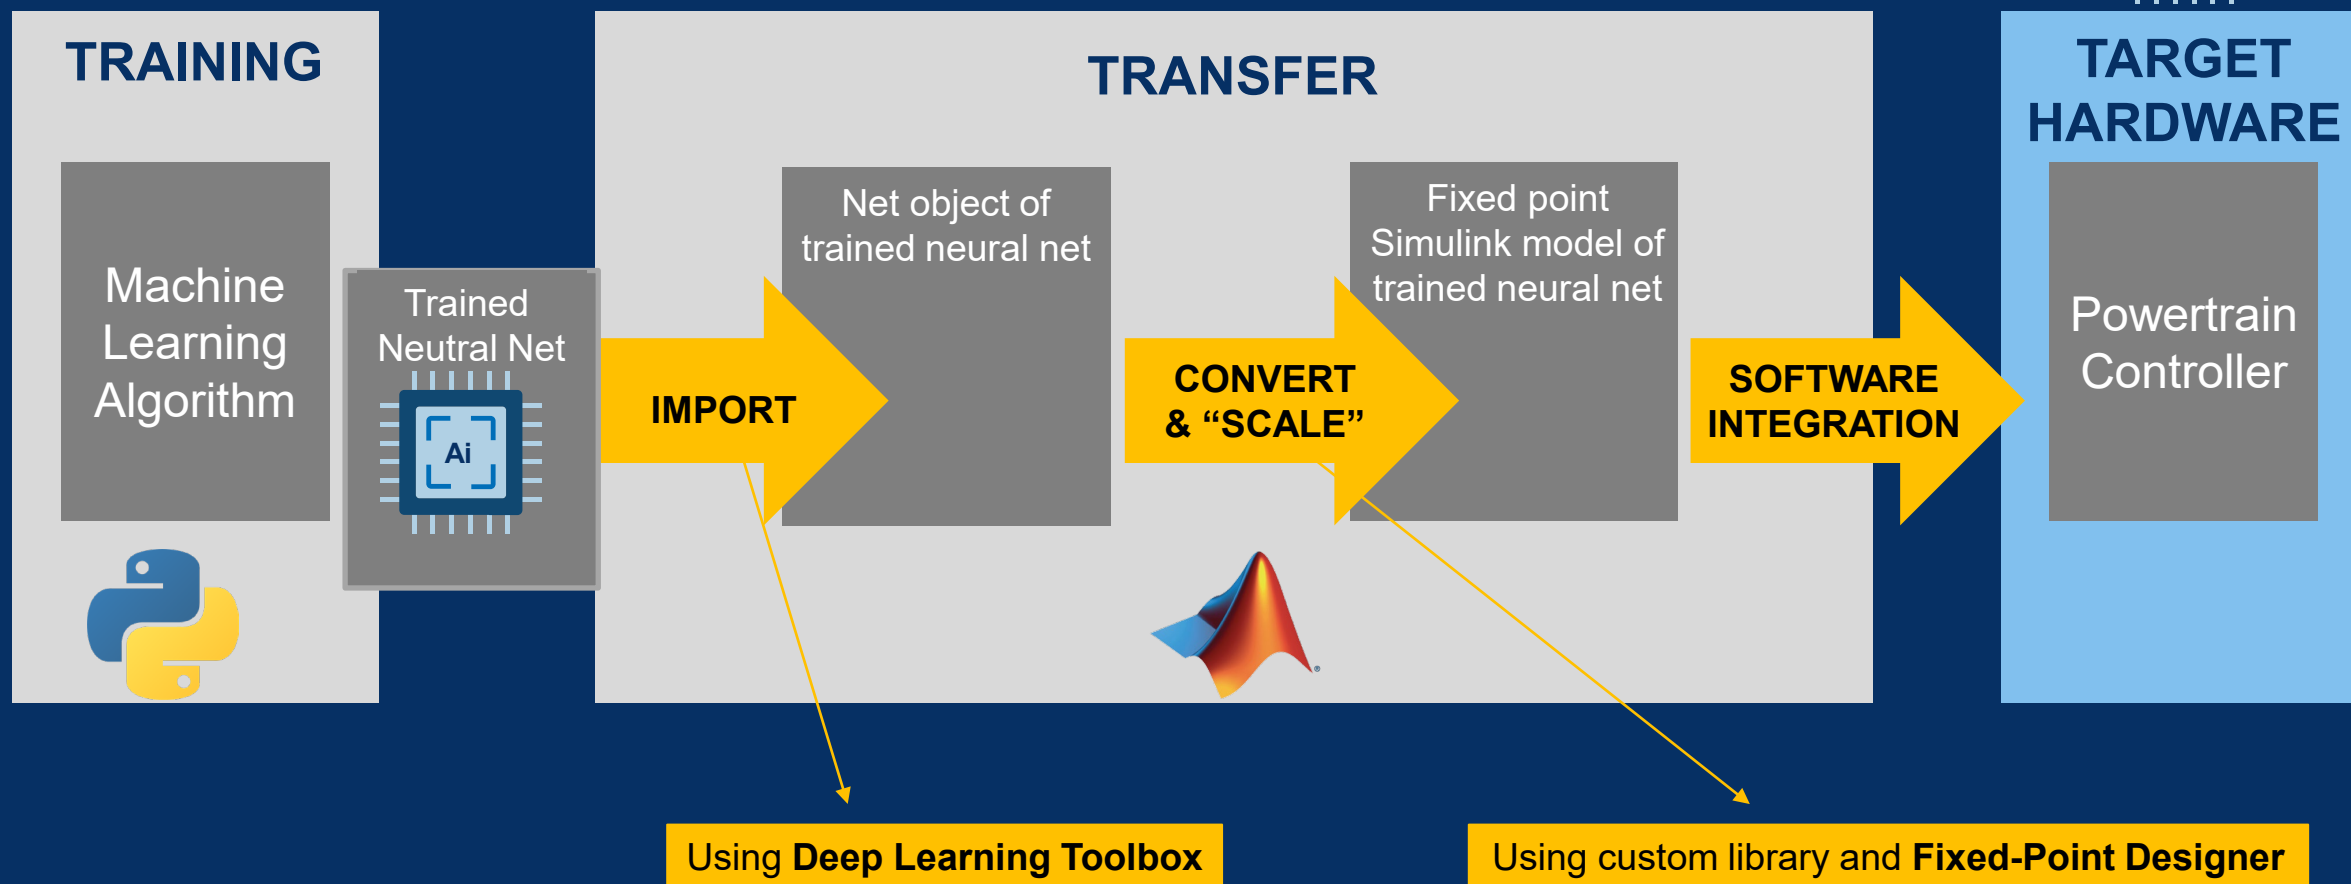 TRAINING
Machine
Learning
Algorithm
Trained
Neutral Net
Ai
TRANSFER
IMPORT
Net object of
trained neural net
CONVERT
& “SCALE”
Fixed point
Simulink model of
trained neural net
SOFTWARE
INTEGRATION
TARGET
HARDWARE
Powertrain
Controller
Using Deep Learning Toolbox
Using custom library and Fixed-Point Designer